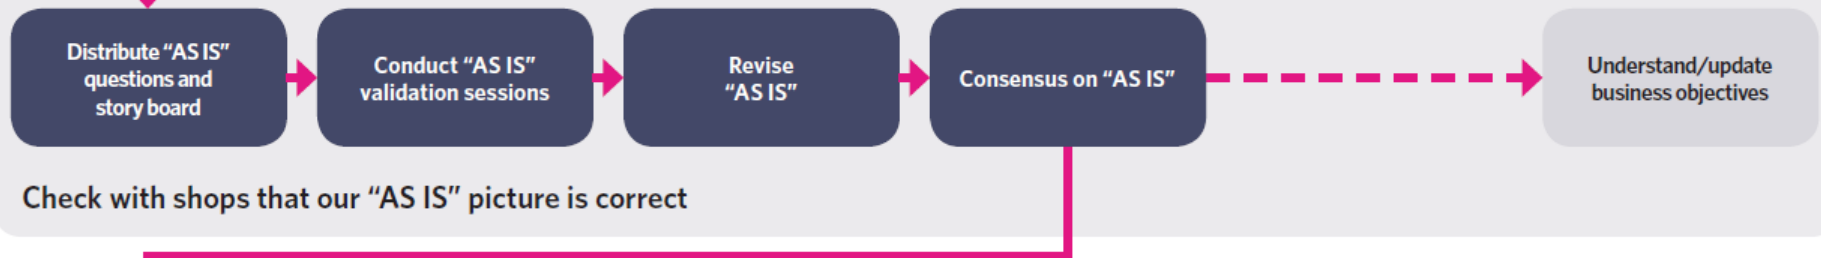 Distribute “AS IS”
questions and
story board
Conduct “AS IS”
validation sessions
Revise
“AS IS”
Consensus on “AS IS”
Understand/update
business objectives
Check with shops that our “AS IS” picture is correct